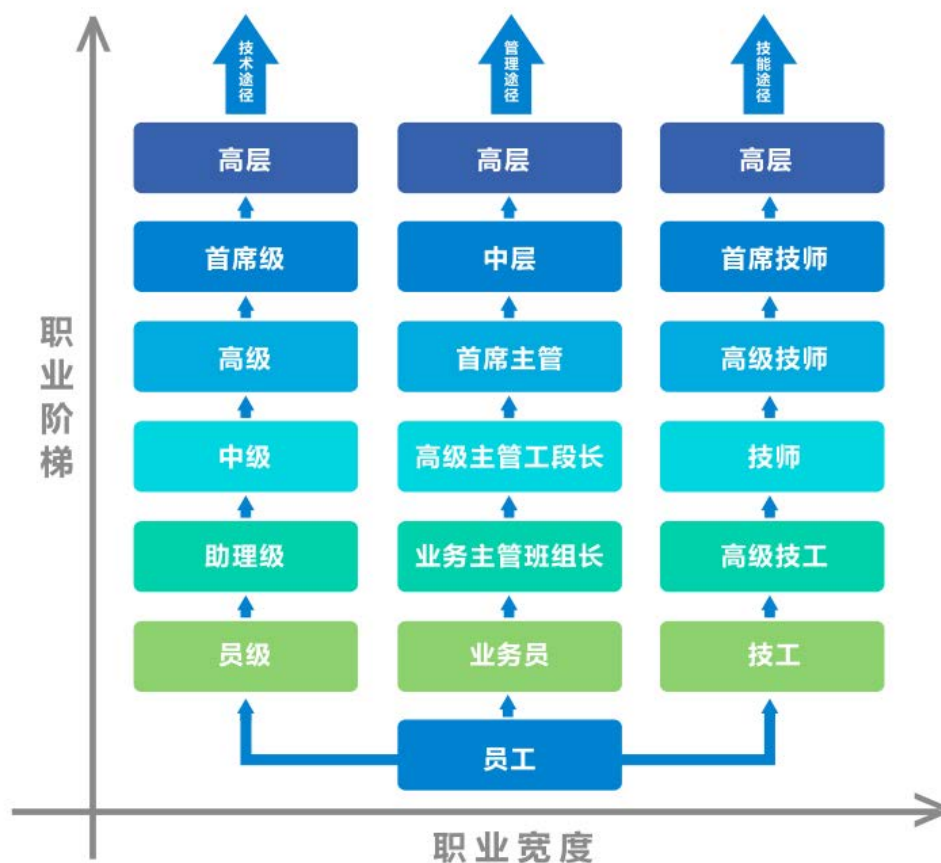 技术途径
管理途径
技能途径
高层
高层
高层
首席级
中层
首席技师
高级
首席主管
高级技师
中级
高级主管工段长
技师
助理级
业务主管班组长
高级技工
员级
业务员
技工
员工
职业阶梯
职业宽度